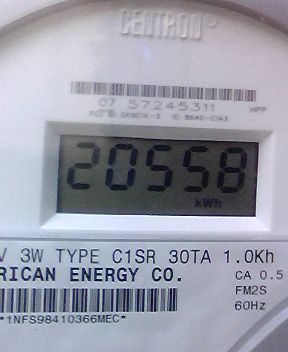 CENTRON®
07 57245311
20558
kWh
V 3W TYPE C1SR 30TA 1.0Kh
RICAN ENERGY CO.
CA 0.5
FM2S
60Hz
*1NFS98410366MEC*